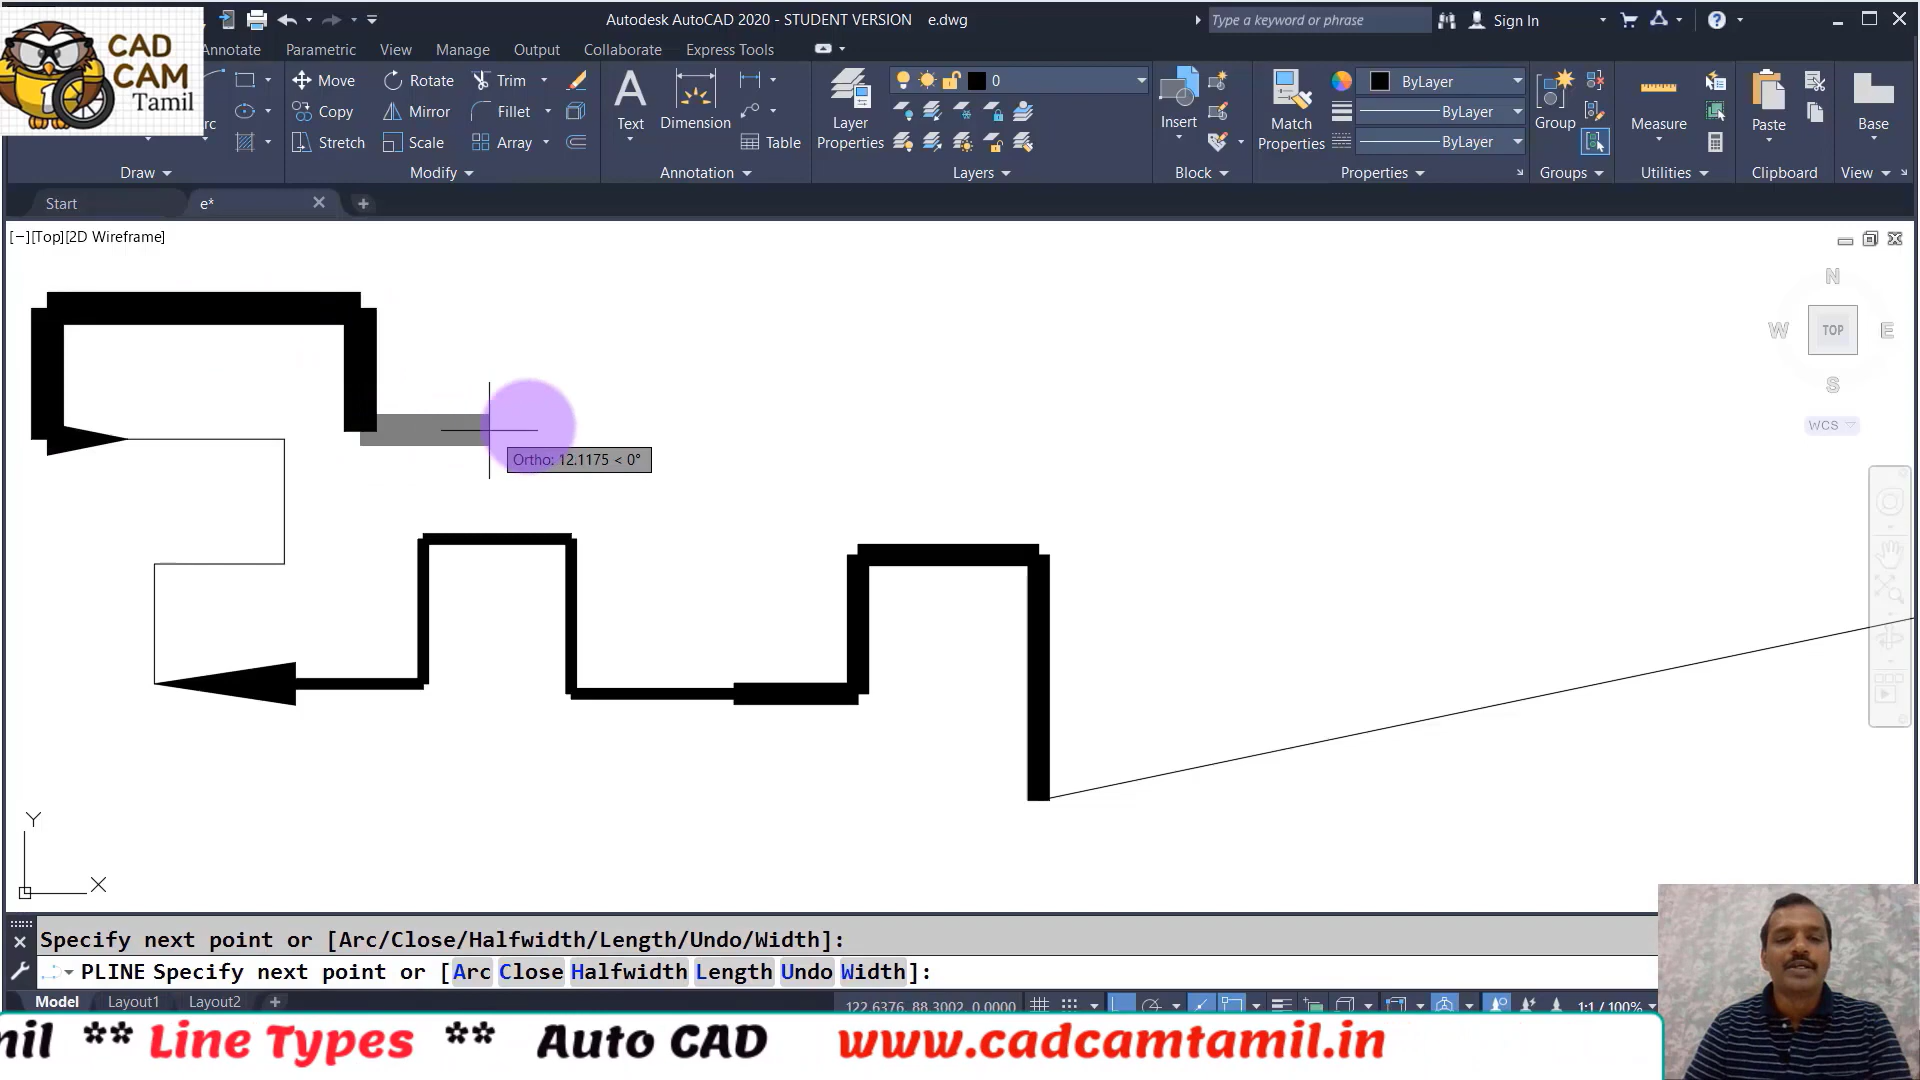 Autodesk AutoCAD 2020 - STUDENT VERSION e.dwg
Type a keyword or phrase
Sign In
CAD
CAM
Tamil
Annotate Parametric View Manage Output Collaborate Express Tools
Move Rotate Trim
Copy Mirror Fillet
Stretch Scale Array
Text
Dimension
Table
Layer
Properties
0
Insert
Match
Properties
ByLayer
ByLayer
ByLayer
Group
Measure
Paste
Base
Draw Modify Annotation Layers Block Properties Groups Utilities Clipboard View
Start e*
[−][Top][2D Wireframe]
N
W TOP E
S
WCS
Ortho: 12.1175 < 0°
Y
X
Specify next point or [Arc/Close/Halfwidth/Length/Undo/Width]:
PLINE Specify next point or [Arc Close Halfwidth Length Undo Width]:
Model Layout1 Layout2
122.6376, 88.3002, 0.0000
1:1 / 100%
mil ** Line Types ** Auto CAD www.cadcamtamil.in